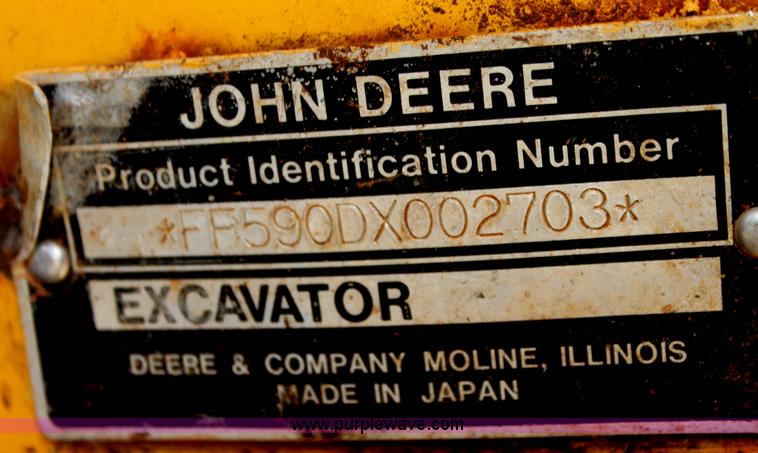 JOHN DEERE
Product Identification Number
*FF590DX002703*
EXCAVATOR
DEERE & COMPANY MOLINE, ILLINOIS
MADE IN JAPAN
www.purplewave.com